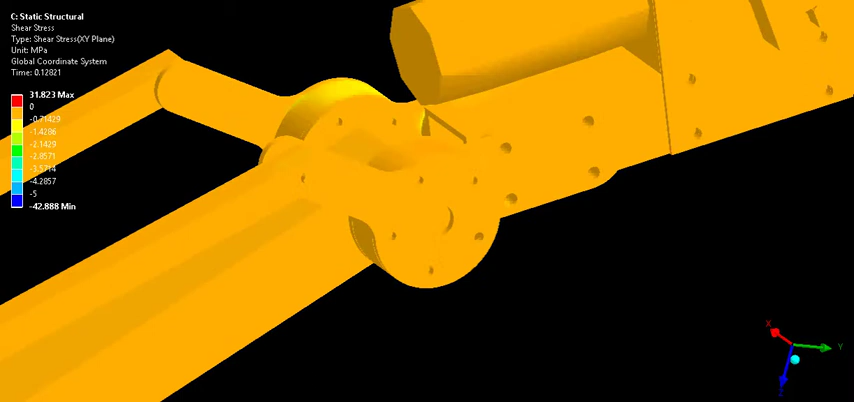 C: Static Structural
Shear Stress
Type: Shear Stress(XY Plane)
Unit: MPa
Global Coordinate System
Time: 0.12821
31.823 Max
0
-0.71429
-1.4286
-2.1429
-2.8571
-3.5714
-4.2857
-5
-42.888 Min
X
Y
Z